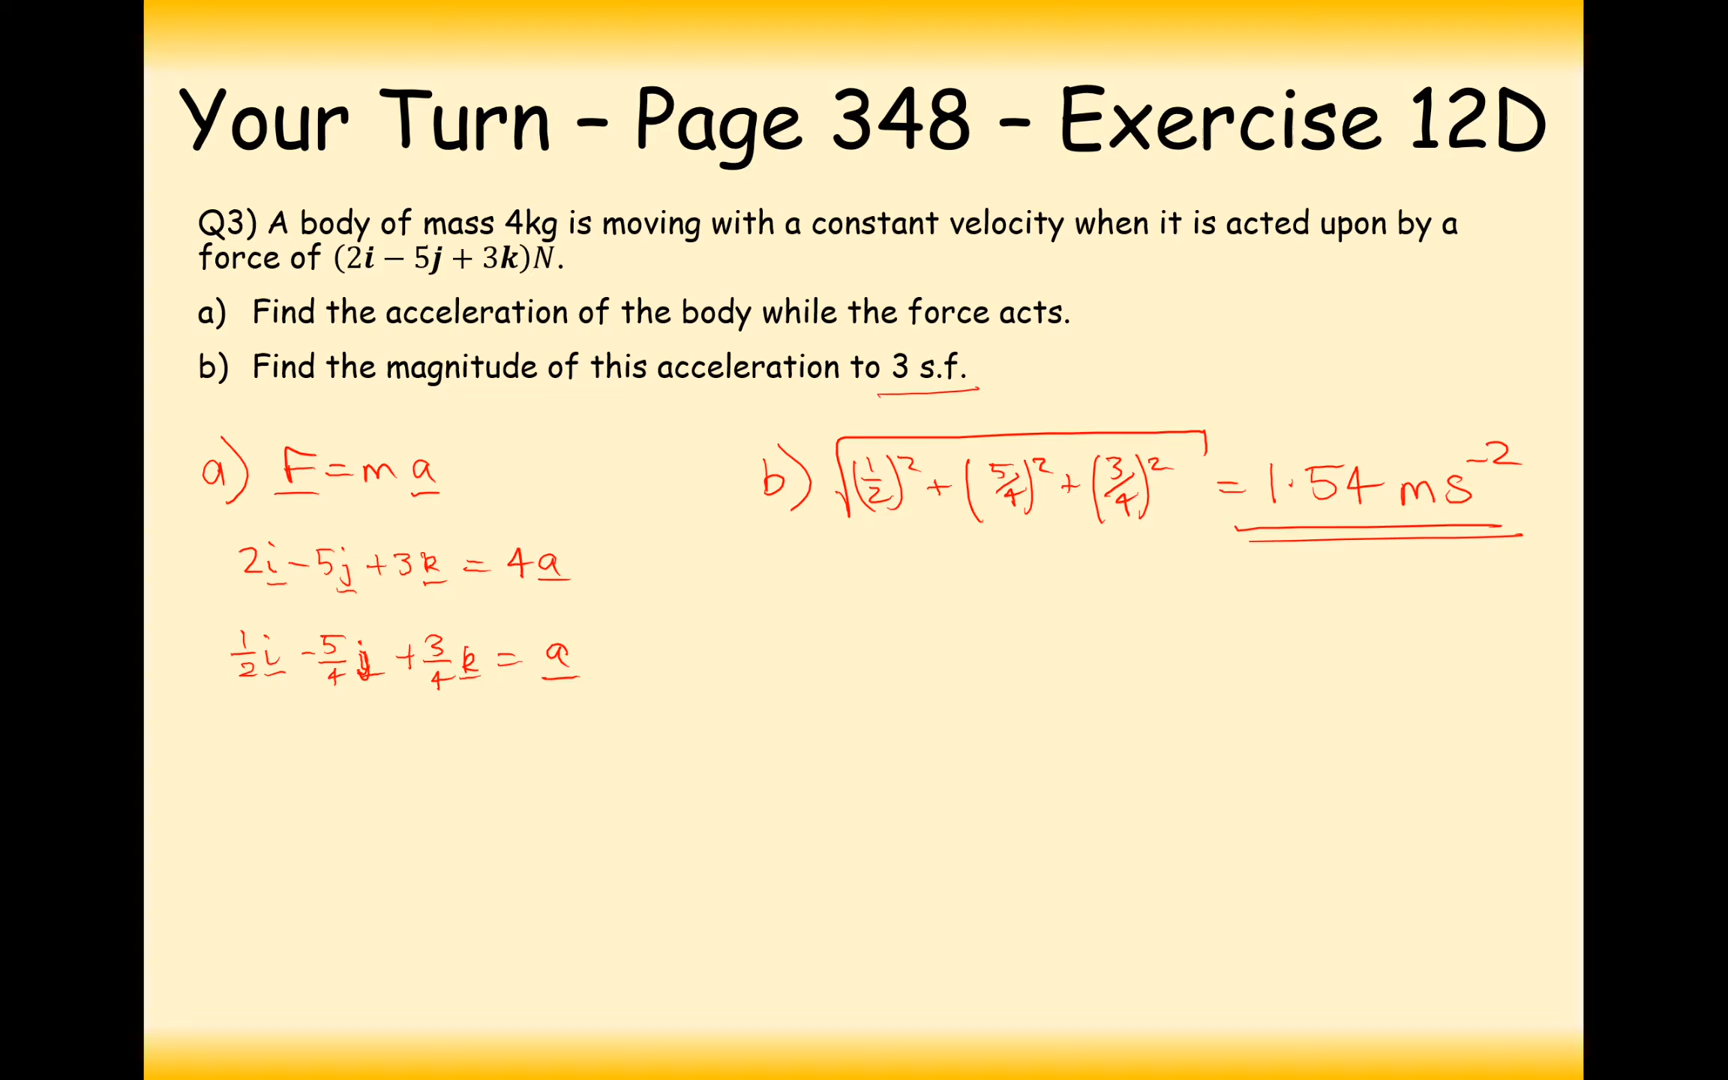 Your Turn – Page 348 – Exercise 12D
Q3) A body of mass 4kg is moving with a constant velocity when it is acted upon by a
force of (2i − 5j + 3k)N.
a) Find the acceleration of the body while the force acts.
b) Find the magnitude of this acceleration to 3 s.f.
a) F = m a
2i − 5j + 3k = 4a
1/2 i − 5/4 j + 3/4 k = a
b) √((1/2)² + (5/4)² + (3/4)²) = 1.54 ms⁻²